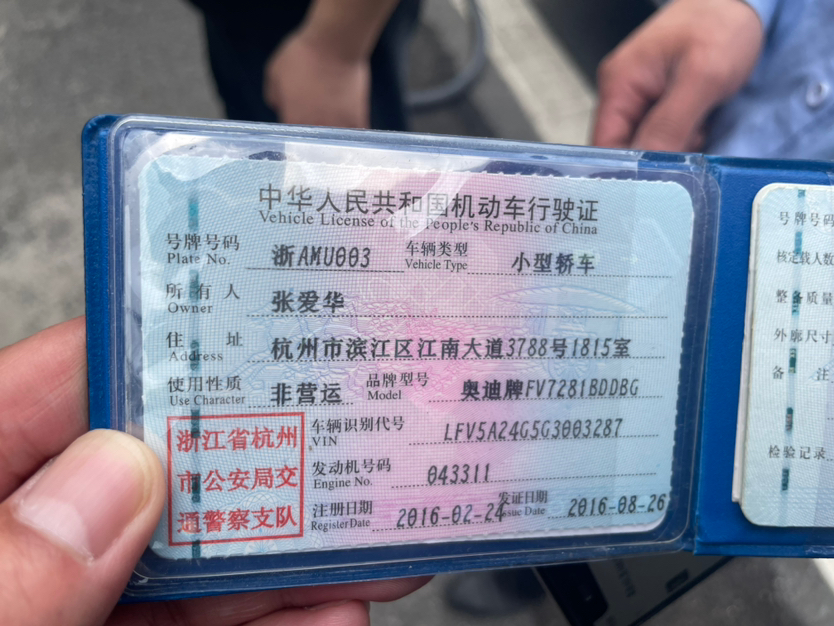 中华人民共和国机动车行驶证
Vehicle License of the People's Republic of China
号牌号码 浙AMU003 车辆类型 小型轿车
Plate No. Vehicle Type
所有人 张爱华
Owner
住址 杭州市滨江区江南大道3788号1815室
Address
使用性质 非营运 品牌型号 奥迪牌FV7281BDDBG
Use Character Model
浙江省杭州
市公安局交
通警察支队
车辆识别代号 LFV5A24G5G3003287
VIN
发动机号码 043311
Engine No.
注册日期 2016-02-24 发证日期 2016-08-26
Register Date Issue Date
号牌号码
核定载人数
整备质量
外廓尺寸
备注
检验记录